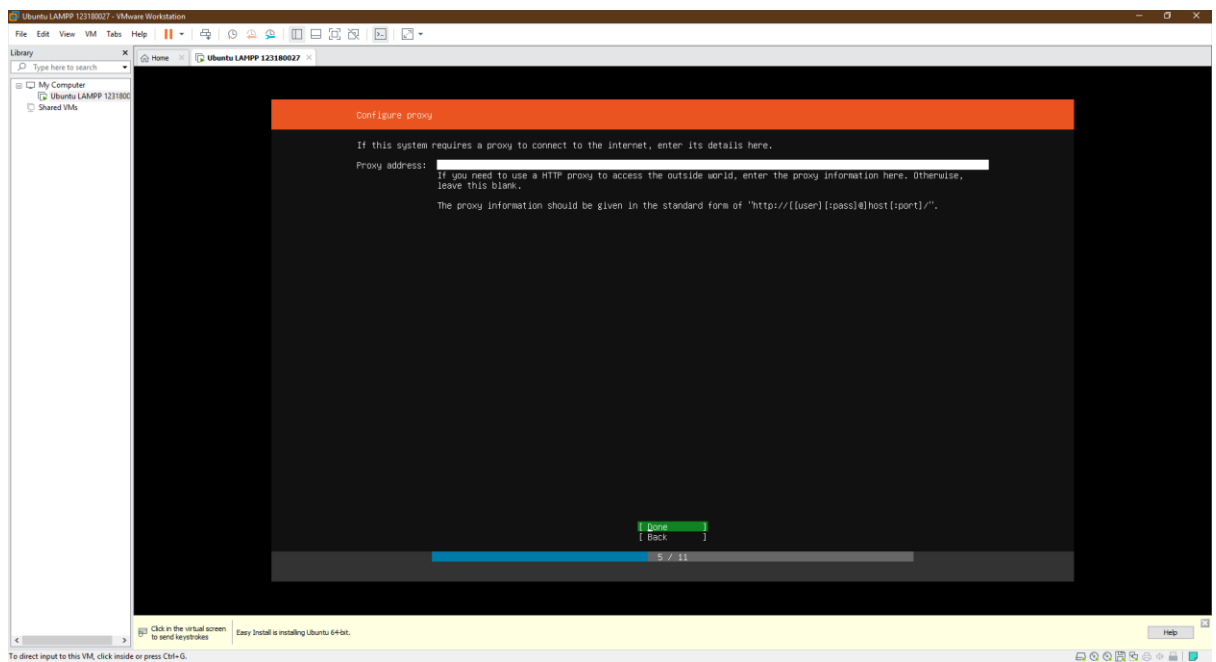 Ubuntu LAMPP 123180027 - VMware Workstation
File Edit View VM Tabs Help
Library
Type here to search
My Computer
Ubuntu LAMPP 1231800
Shared VMs
Home
Ubuntu LAMPP 123180027
Configure proxy
If this system requires a proxy to connect to the internet, enter its details here.
Proxy address:
If you need to use a HTTP proxy to access the outside world, enter the proxy information here. Otherwise,
leave this blank.
The proxy information should be given in the standard form of "http://[[user][:pass]@]host[:port]/".
[ Done ]
[ Back ]
5 / 11
Click in the virtual screen
to send keystrokes
Easy Install is installing Ubuntu 64-bit.
Help
To direct input to this VM, click inside or press Ctrl+G.